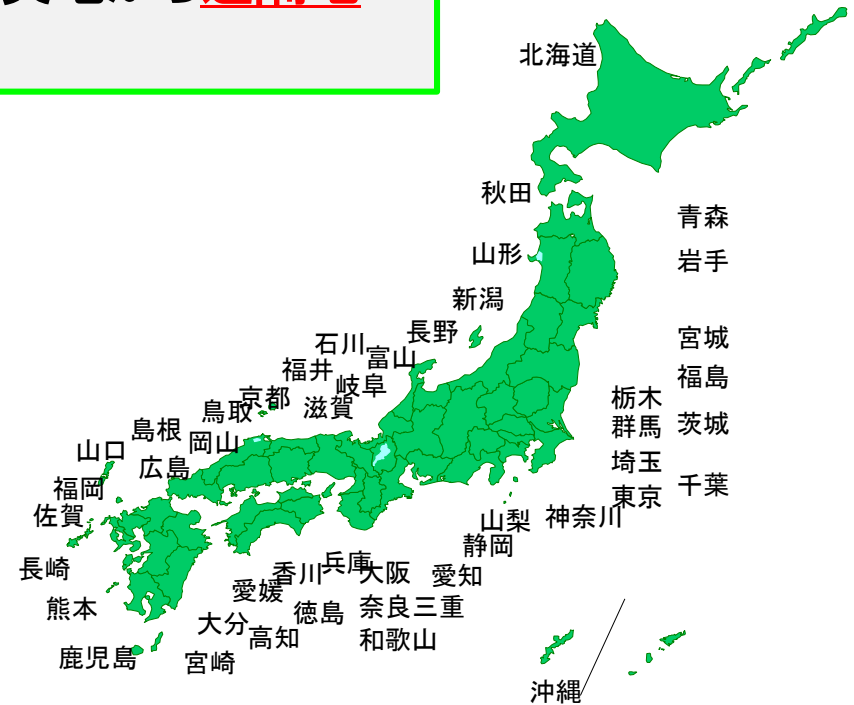 から
北海道
秋田
青森
山形
岩手
新潟
長野
宮城
石川
富山
福井
福島
岐阜
京都
滋賀
栃木
鳥取
島根
群馬
茨城
岡山
山口
広島
埼玉
福岡
東京
千葉
佐賀
山梨
神奈川
静岡
長崎
兵庫
大阪
愛知
香川
愛媛
熊本
徳島
奈良
三重
大分
高知
和歌山
鹿児島
宮崎
沖縄